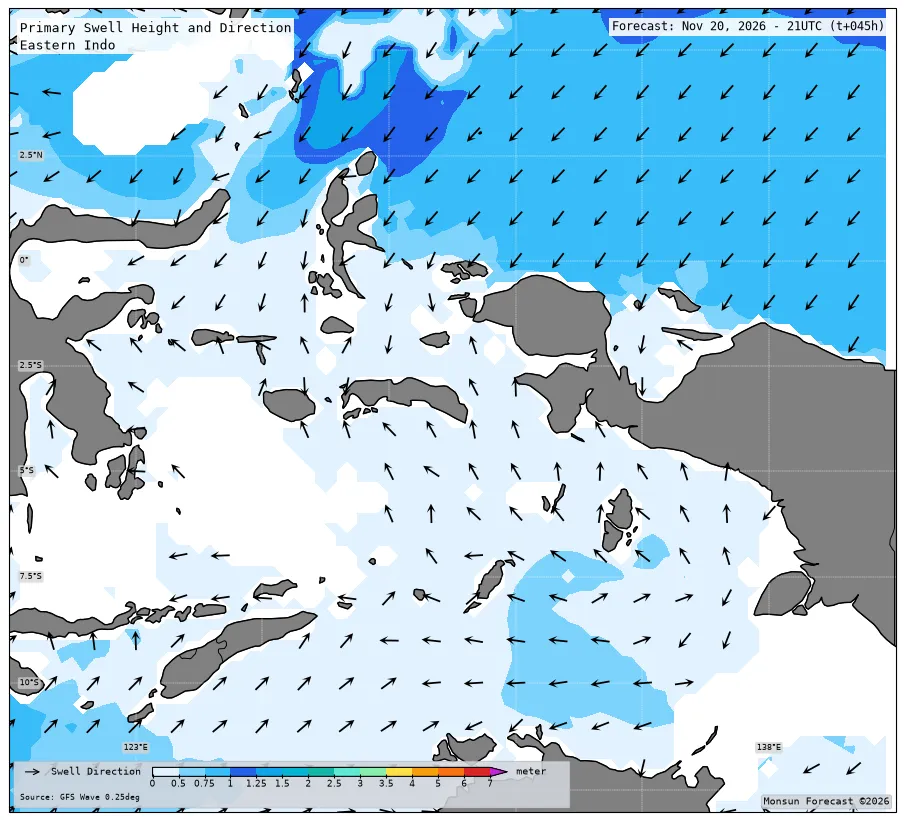 Primary Swell Height and Direction
Eastern Indo
Forecast: Nov 20, 2026 - 21UTC (t+045h)
2.5°N
0°
2.5°S
5°S
7.5°S
10°S
123°E
138°E
Swell Direction
0 0.5 0.75 1 1.25 1.5 2 2.5 3 3.5 4 5 6 7
meter
Source: GFS Wave 0.25deg
Monsun Forecast ©2026